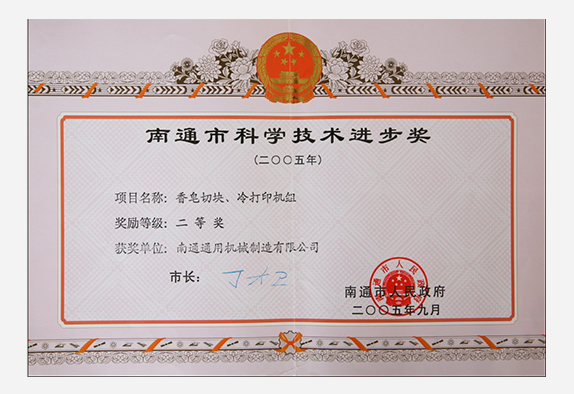 南通市科学技术进步奖
(二〇〇五年)
项目名称: 香皂切块、冷打印机组
奖励等级: 二等奖
获奖单位: 南通通用机械制造有限公司
市长: 丁大卫
南通市人民政府
二〇〇五年九月